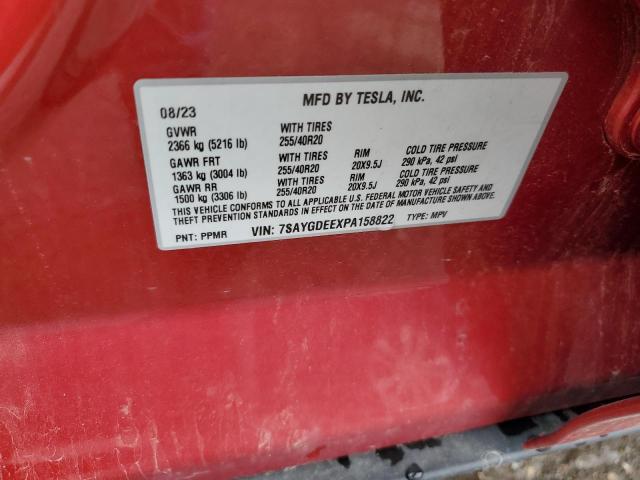 MFD BY TESLA, INC.
08/23
GVWR WITH TIRES
2366 kg (5216 lb) 255/40R20
GAWR FRT WITH TIRES RIM COLD TIRE PRESSURE
1363 kg (3004 lb) 255/40R20 20X9.5J 290 kPa, 42 psi
GAWR RR WITH TIRES RIM COLD TIRE PRESSURE
1500 kg (3306 lb) 255/40R20 20X9.5J 290 kPa, 42 psi
THIS VEHICLE CONFORMS TO ALL APPLICABLE U.S. FEDERAL MOTOR VEHICLE SAFETY AND
THEFT PREVENTION STANDARDS IN EFFECT ON THE DATE OF MANUFACTURE SHOWN ABOVE.
PNT: PPMR VIN: 7SAYGDEEXPA158822 TYPE: MPV